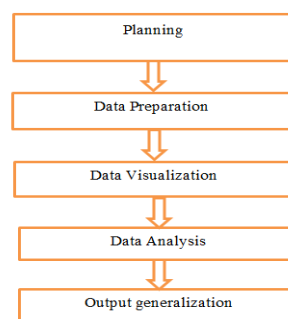 Planning
Data Preparation
Data Visualization
Data Analysis
Output generalization